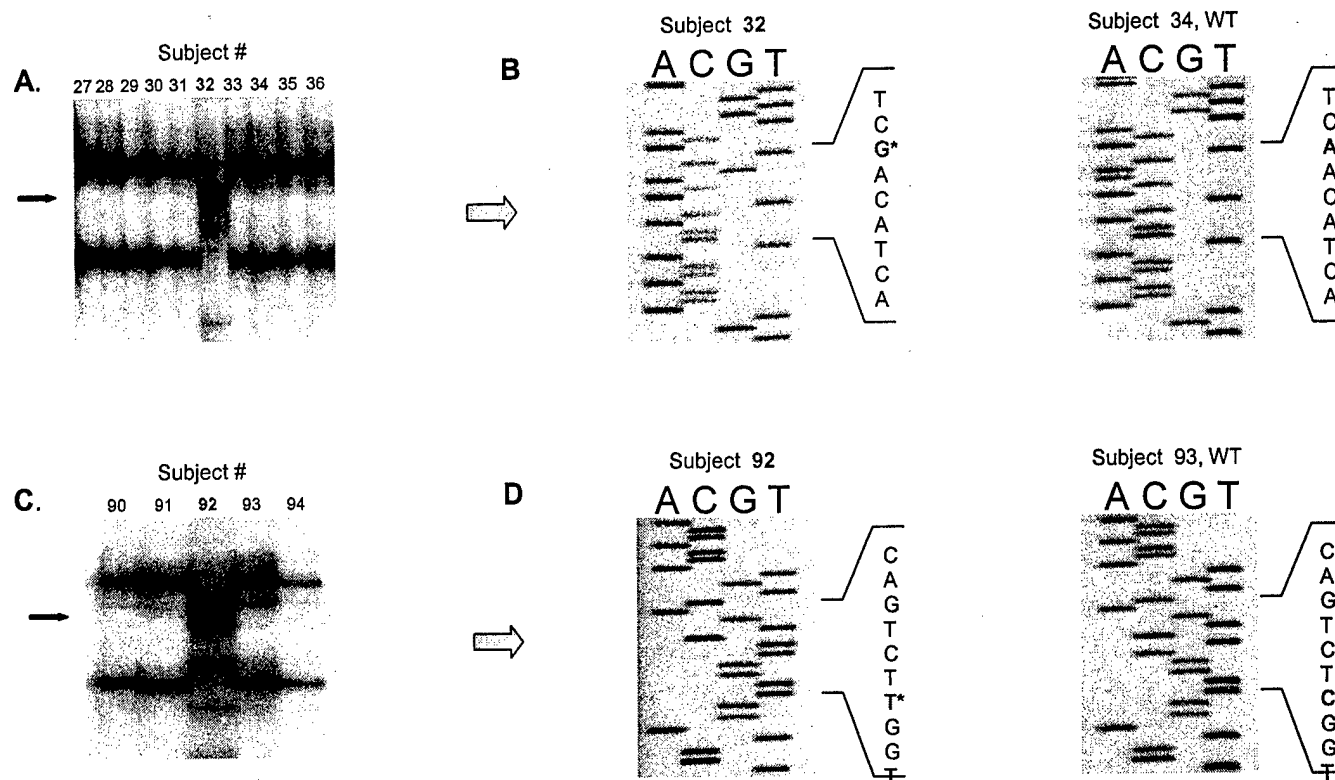 Subject 32
Subject 34, WT
Subject #
A.
B
A C G T
A C G T
27 28 29 30 31 32 33 34 35 36
T
C
G*
A
C
A
T
C
A
T
C
A
A
C
A
T
C
A
Subject #
Subject 92
Subject 93, WT
C.
D
A C G T
A C G T
90 91 92 93 94
C
A
G
T
C
T
T*
G
G
T
C
A
G
T
C
T
C
G
G
T